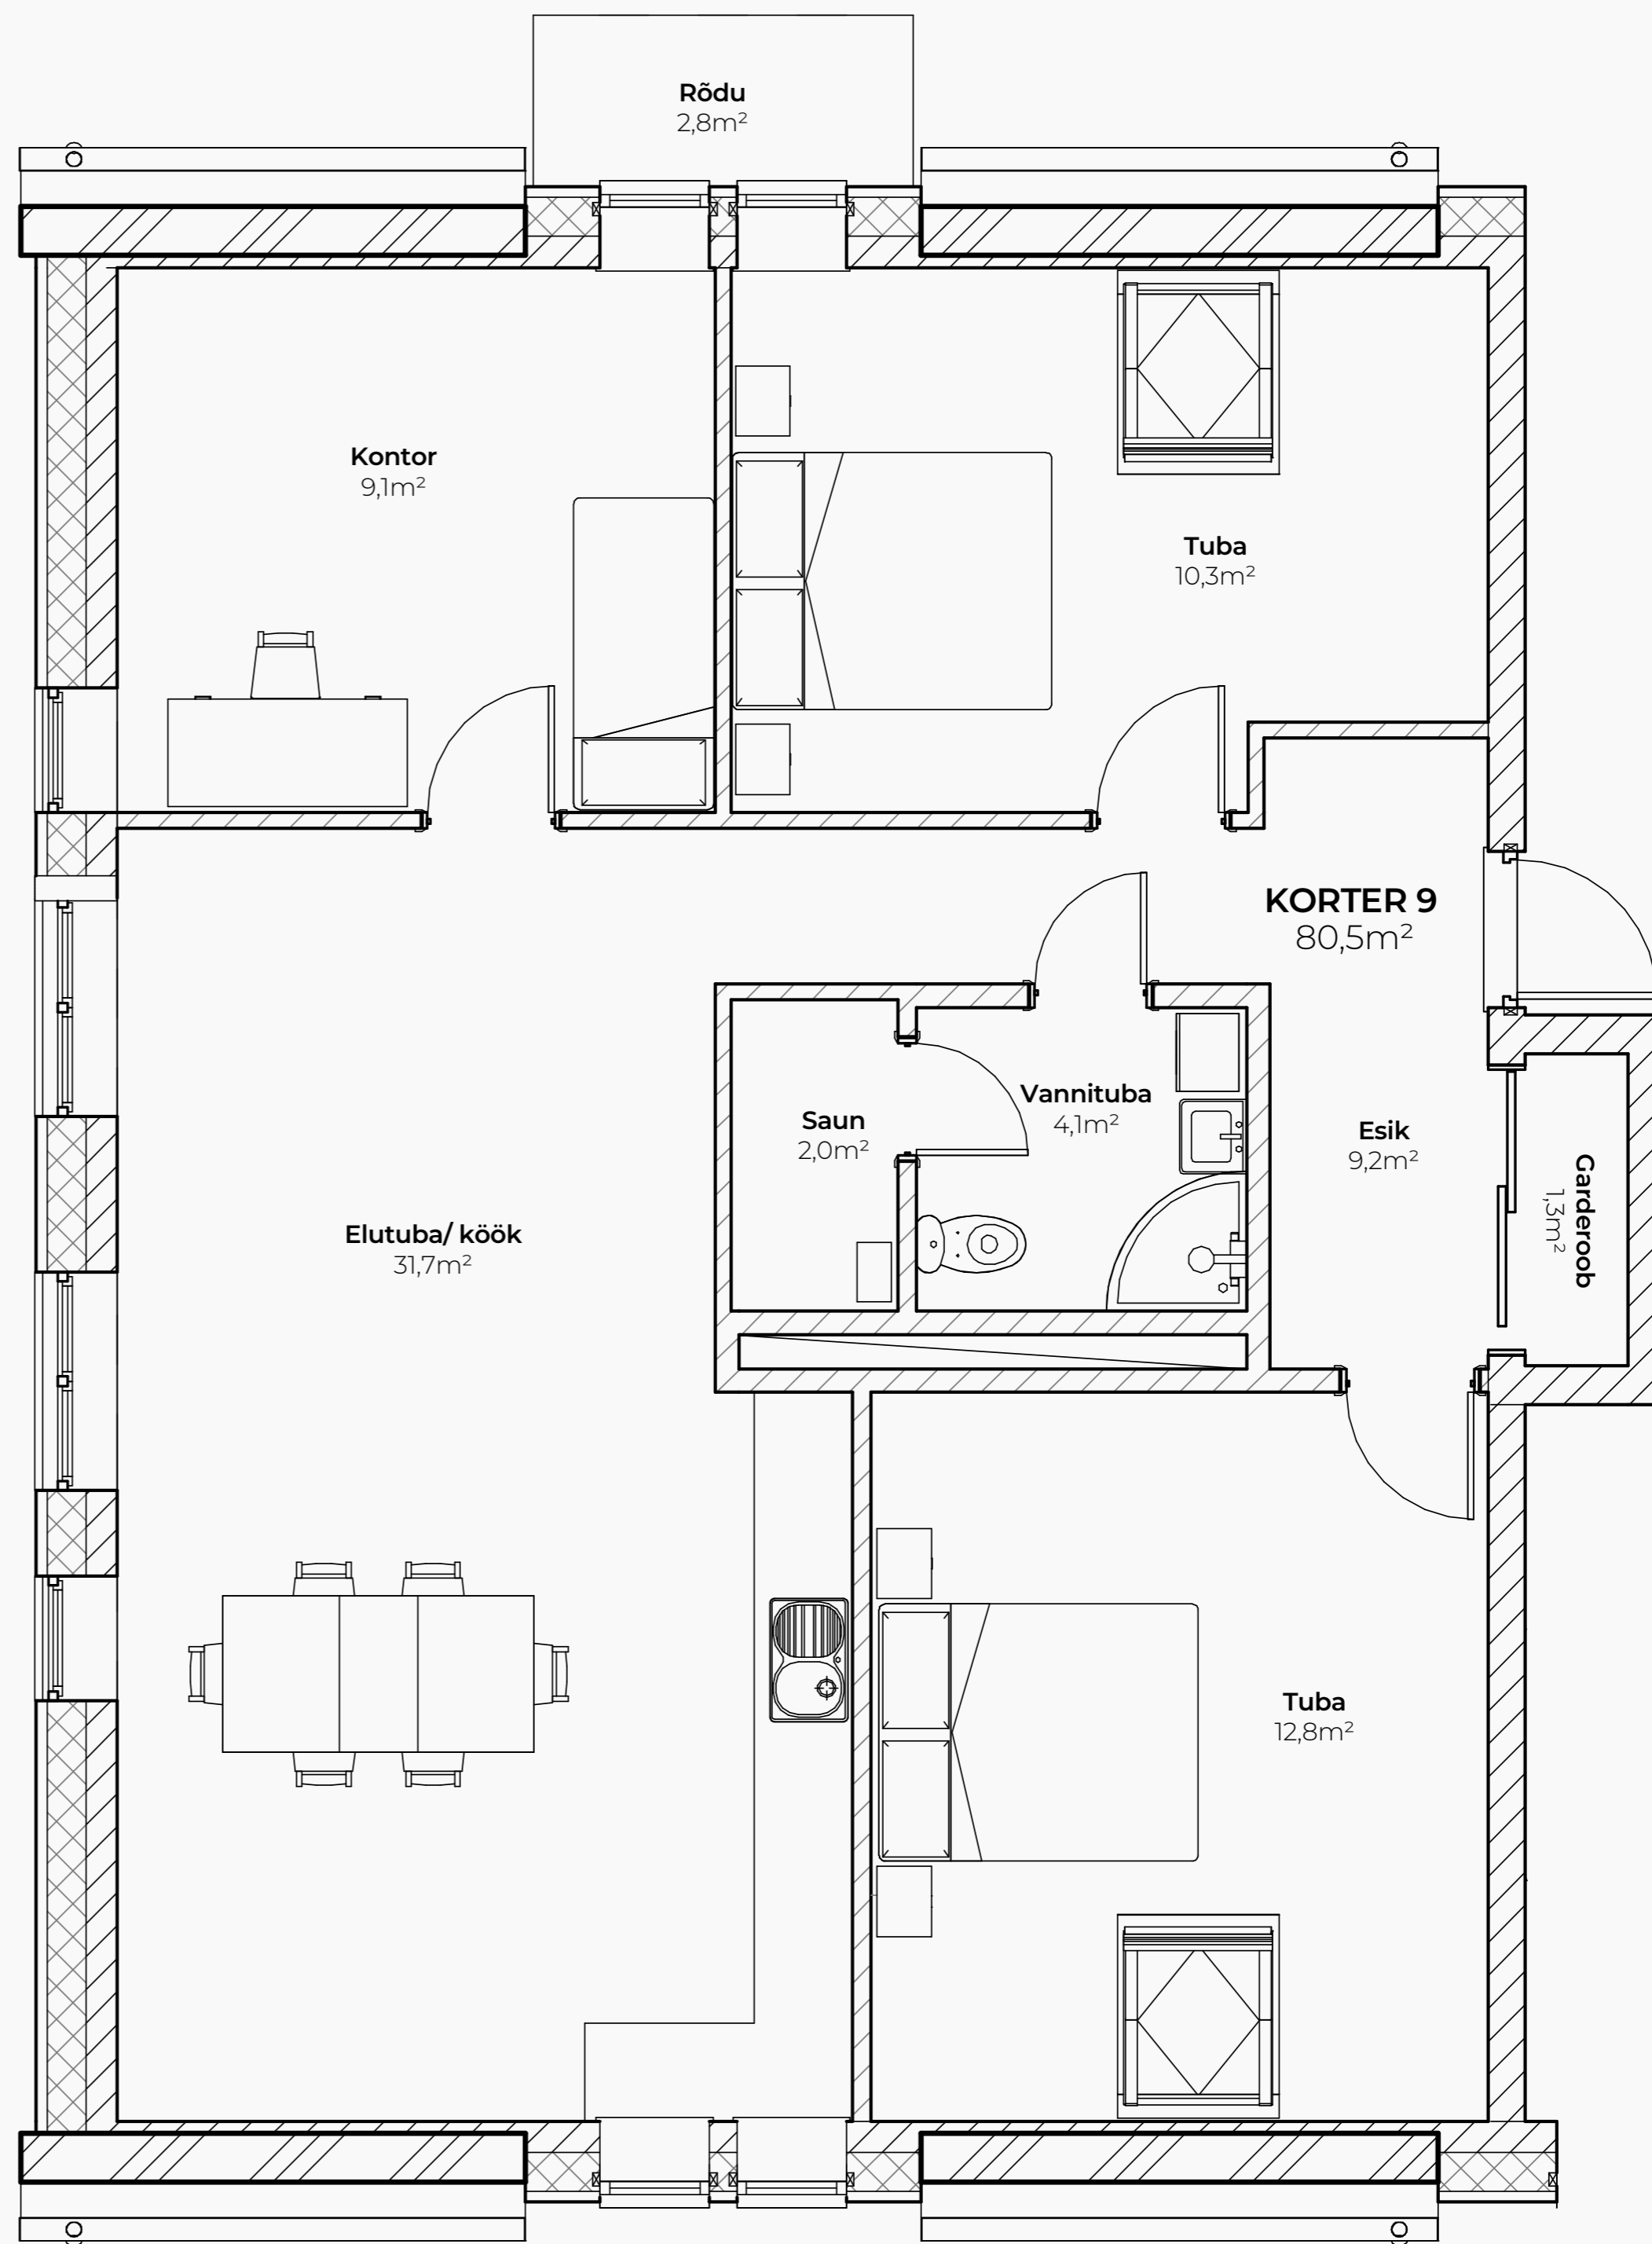 Rõdu
2,8m²
Kontor
9,1m²
Tuba
10,3m²
KORTER 9
80,5m²
Saun
2,0m²
Vannituba
4,1m²
Esik
9,2m²
Garderoob
1,3m²
Elutuba/ köök
31,7m²
Tuba
12,8m²